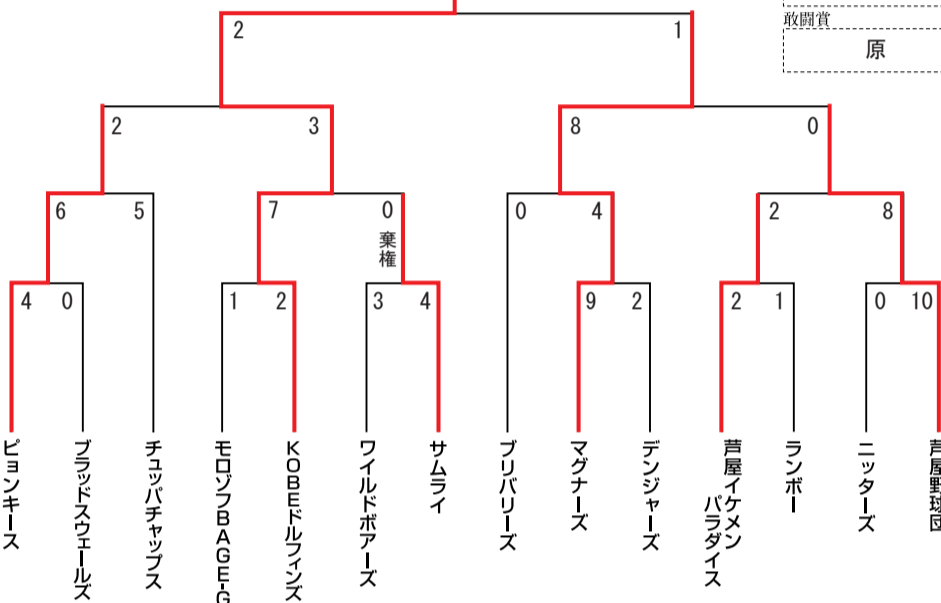 敢闘賞
原
2 1
2 3 8 0
6 5 7 0 0 4 2 8
棄権
4 0 1 2 3 4 9 2 2 1 0 10
ピョンキース
ブラッドスウェールズ
チュッパチャップス
モロゾフBAGE-G
KOBEドルフィンズ
ワイルドボアーズ
サムライ
ブリバリーズ
マグナーズ
デンジャーズ
芦屋イケメン
パラダイス
ランボー
ニッターズ
芦屋野球団